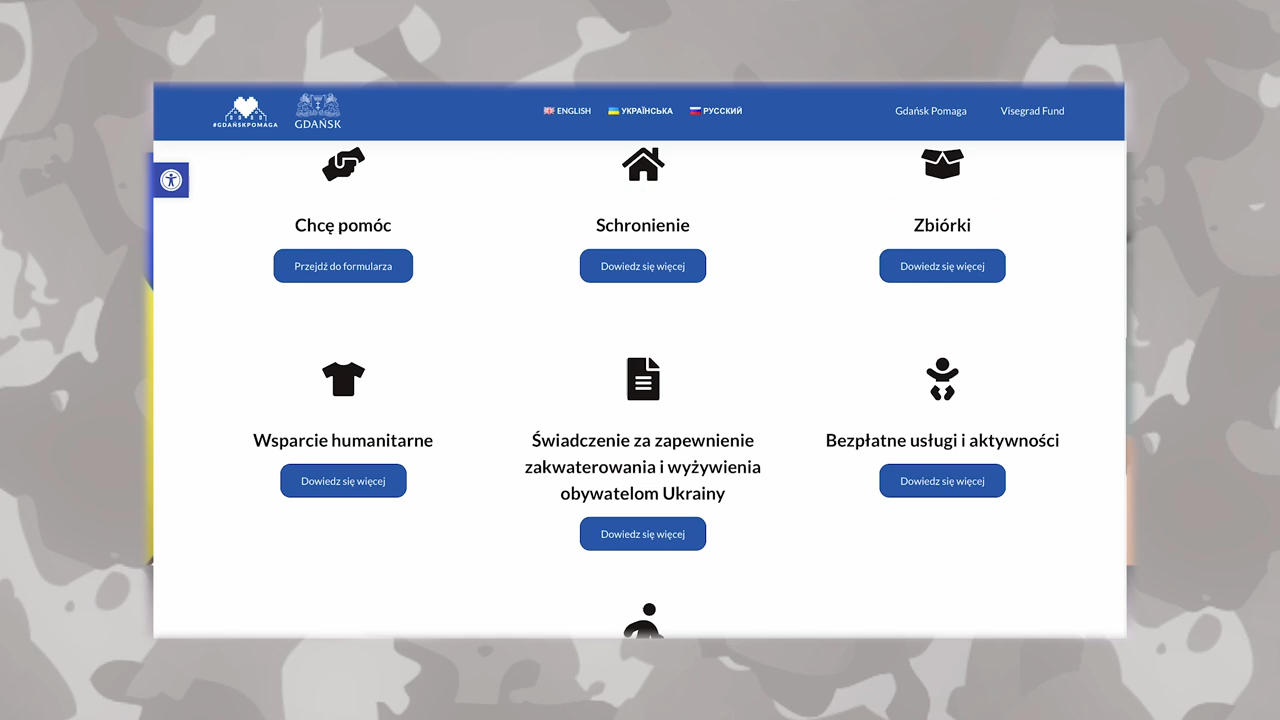 #GDAŃSKPOMAGA
GDAŃSK
ENGLISH
УКРАЇНСЬКА
РУССКИЙ
Gdańsk Pomaga
Visegrad Fund
Chcę pomóc
Schronienie
Zbiórki
Przejdź do formularza
Dowiedz się więcej
Dowiedz się więcej
Wsparcie humanitarne
Dowiedz się więcej
Świadczenie za zapewnienie
zakwaterowania i wyżywienia
obywatelom Ukrainy
Dowiedz się więcej
Bezpłatne usługi i aktywności
Dowiedz się więcej